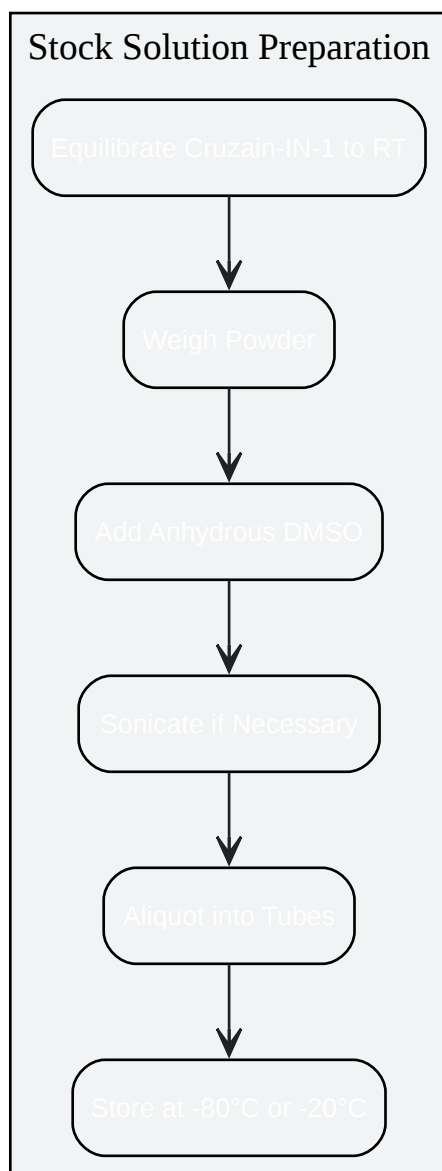 Stock Solution Preparation
Equilibrate Cruzain-IN-1 to RT
Weigh Powder
Add Anhydrous DMSO
Sonicate if Necessary
Aliquot into Tubes
Store at -80°C or -20°C